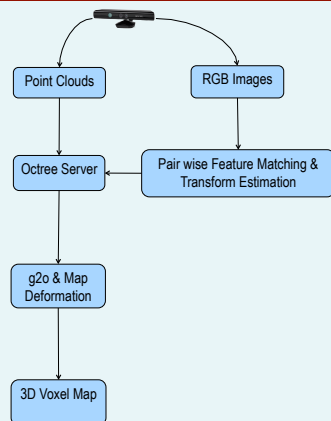 Point Clouds
RGB Images
Octree Server
Pair wise Feature Matching &
Transform Estimation
g2o & Map
Deformation
3D Voxel Map